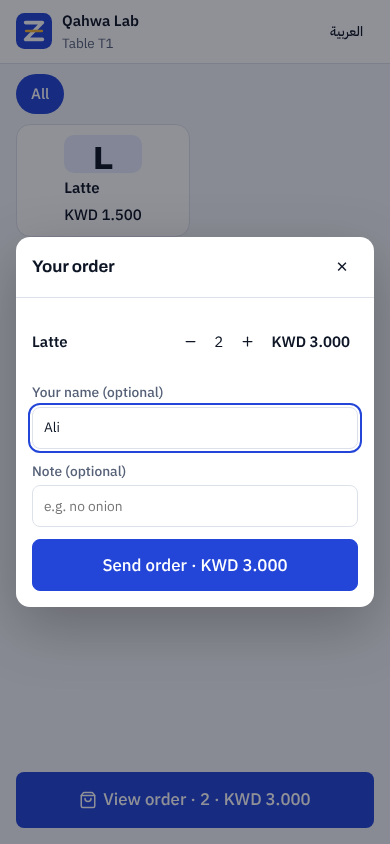 Qahwa Lab
Table T1
العربية
All
L
Latte
KWD 1.500
Your order
×
Latte − 2 + KWD 3.000
Your name (optional)
Ali
Note (optional)
e.g. no onion
Send order · KWD 3.000
View order · 2 · KWD 3.000